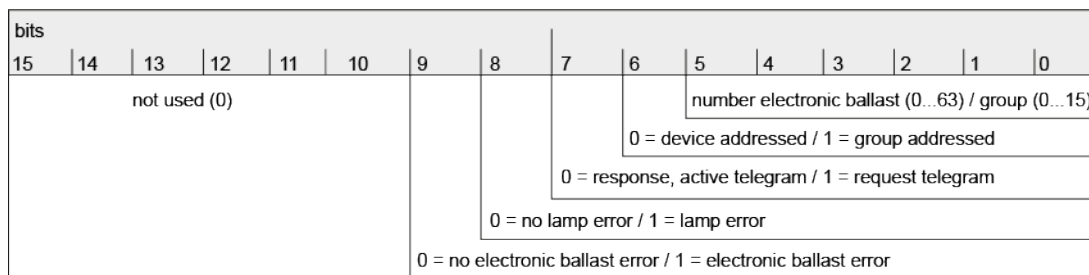 bits
15 14 13 12 11 10 9 8 7 6 5 4 3 2 1 0
not used (0)
number electronic ballast (0...63) / group (0...15)
0 = device addressed / 1 = group addressed
0 = response, active telegram / 1 = request telegram
0 = no lamp error / 1 = lamp error
0 = no electronic ballast error / 1 = electronic ballast error